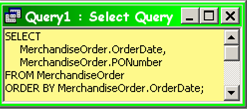 Query1 : Select Query
SELECT
MerchandiseOrder.OrderDate,
MerchandiseOrder.PONumber
FROM MerchandiseOrder
ORDER BY MerchandiseOrder.OrderDate;